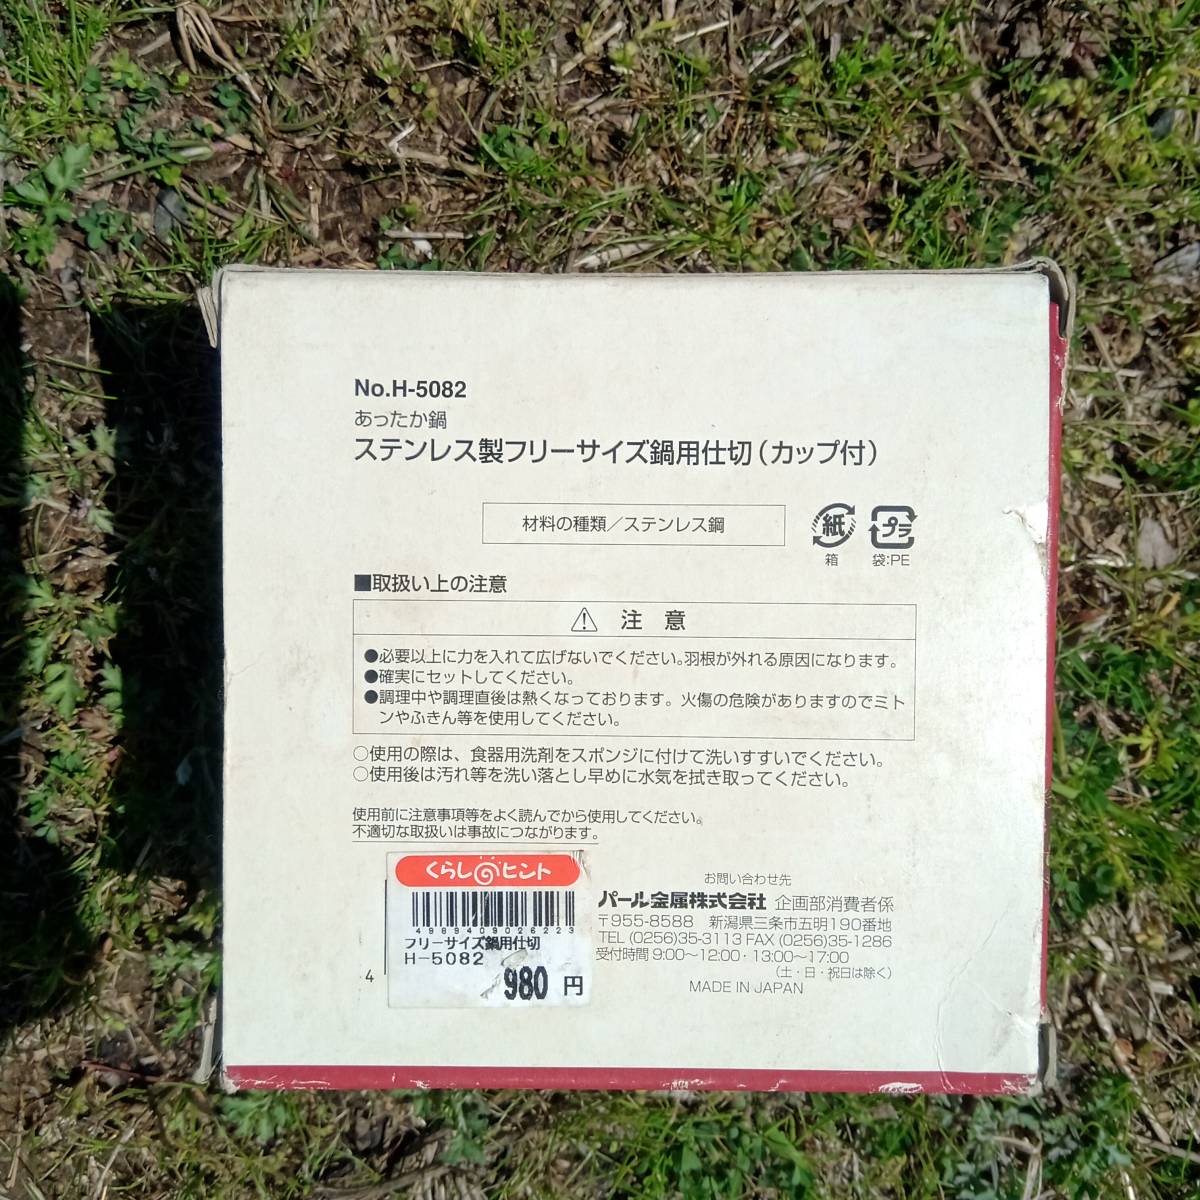 No.H-5082
あったか鍋
ステンレス製フリーサイズ鍋用仕切(カップ付)
材料の種類/ステンレス鋼
紙
箱
プラ
袋:PE
■取扱い上の注意
注 意
●必要以上に力を入れて広げないでください。羽根が外れる原因になります。
●確実にセットしてください。
●調理中や調理直後は熱くなっております。火傷の危険がありますのでミト
ンやふきん等を使用してください。
○使用の際は、食器用洗剤をスポンジに付けて洗いすすいでください。
○使用後は汚れ等を洗い落とし早めに水気を拭き取ってください。
使用前に注意事項等をよく読んでから使用してください。
不適切な取扱いは事故につながります。
くらし@ヒント
4989409026223
フリーサイズ鍋用仕切
H-5082
980 円
4
お問い合わせ先
パール金属株式会社 企画部消費者係
〒955-8588 新潟県三条市五明190番地
TEL (0256)35-3113 FAX (0256)35-1286
受付時間 9:00~12:00・13:00~17:00
(土・日・祝日は除く)
MADE IN JAPAN